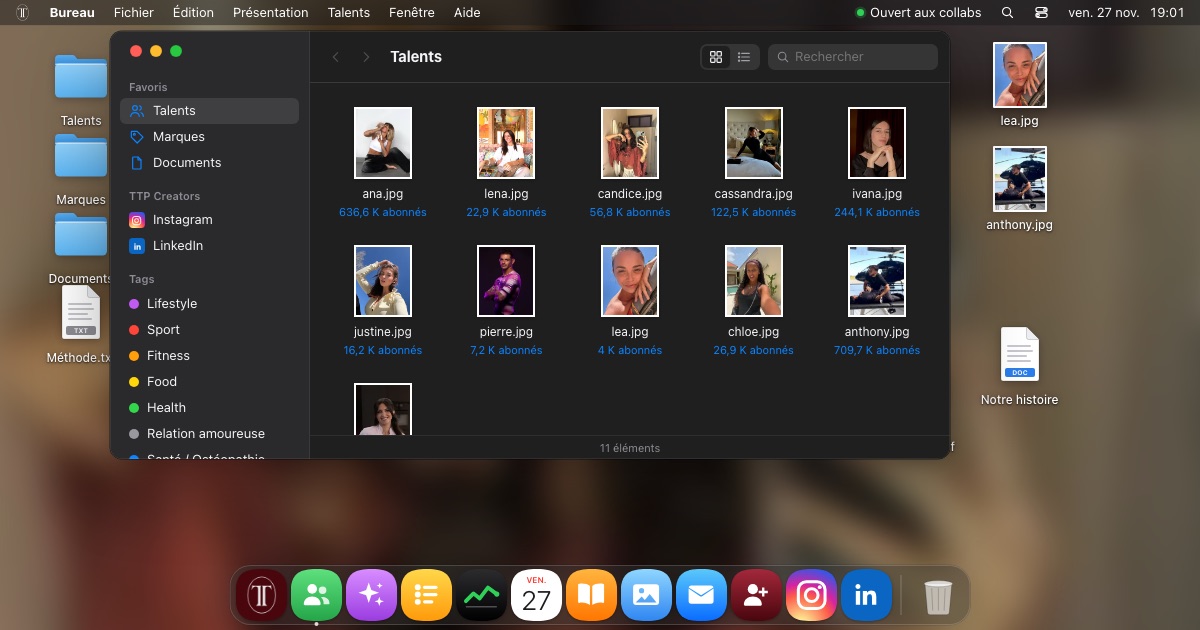 Bureau Fichier Édition Présentation Talents Fenêtre Aide Ouvert aux collabs ven. 27 nov. 19:01
Talents
Marques
Documents
Méthode.tx
Favoris
Talents
Marques
Documents
TTP Creators
Instagram
LinkedIn
Tags
Lifestyle
Sport
Fitness
Food
Health
Relation amoureuse
Santé / Ostéopathie
Talents
Rechercher
ana.jpg lena.jpg candice.jpg cassandra.jpg ivana.jpg
636,6 K abonnés 22,9 K abonnés 56,8 K abonnés 122,5 K abonnés 244,1 K abonnés
justine.jpg pierre.jpg lea.jpg chloe.jpg anthony.jpg
16,2 K abonnés 7,2 K abonnés 4 K abonnés 26,9 K abonnés 709,7 K abonnés
11 éléments
lea.jpg
anthony.jpg
DOC
Notre histoire
f
TXT
VEN.
27
in